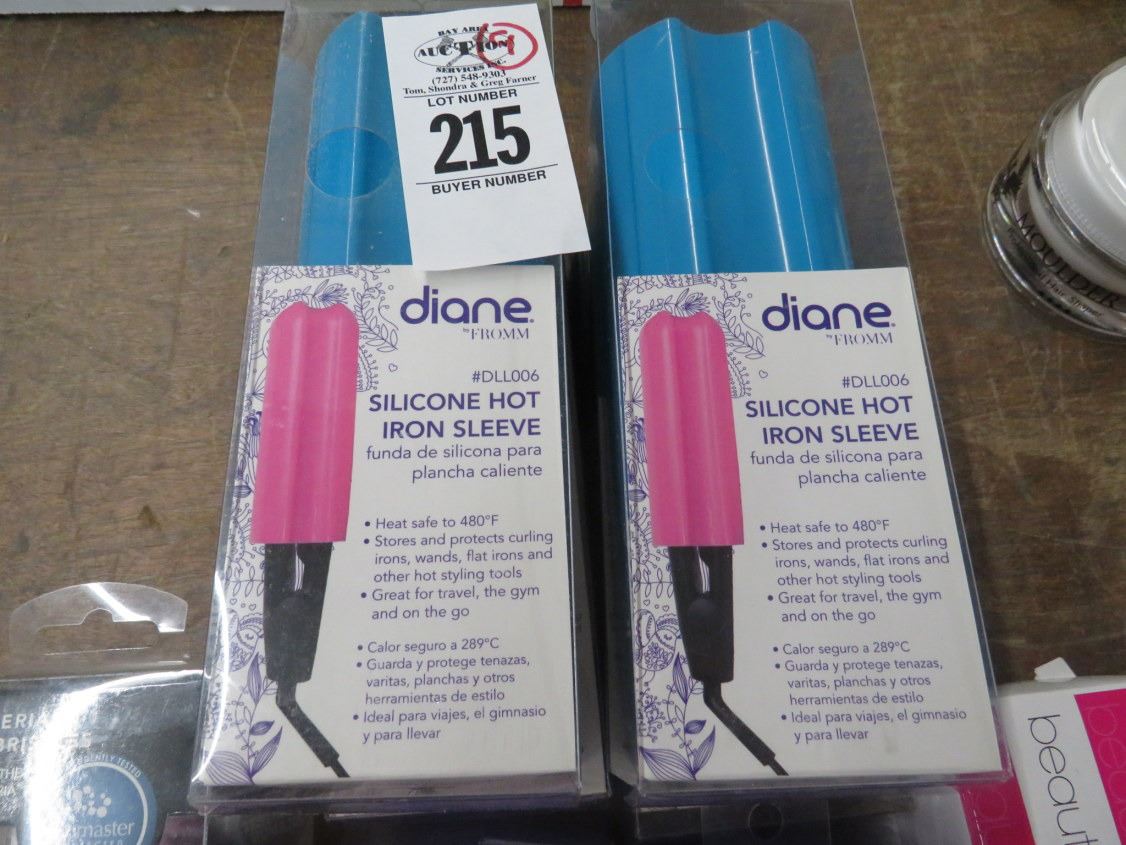 BAY AREA
AUCTION
SERVICES INC.
(727) 548-9303
Tom, Shondra & Greg Farner
LOT NUMBER
215
BUYER NUMBER
diane
by FROMM
#DLL006
SILICONE HOT
IRON SLEEVE
funda de silicona para
plancha caliente
• Heat safe to 480°F
• Stores and protects curling
irons, wands, flat irons and
other hot styling tools
• Great for travel, the gym
and on the go
• Calor seguro a 289°C
• Guarda y protege tenazas,
varitas, planchas y otros
herramientas de estilo
• Ideal para viajes, el gimnasio
y para llevar
diane
by FROMM
#DLL006
SILICONE HOT
IRON SLEEVE
funda de silicona para
plancha caliente
• Heat safe to 480°F
• Stores and protects curling
irons, wands, flat irons and
other hot styling tools
• Great for travel, the gym
and on the go
• Calor seguro a 289°C
• Guarda y protege tenazas,
varitas, planchas y otros
herramientas de estilo
• Ideal para viajes, el gimnasio
y para llevar
MOULDER
beaut